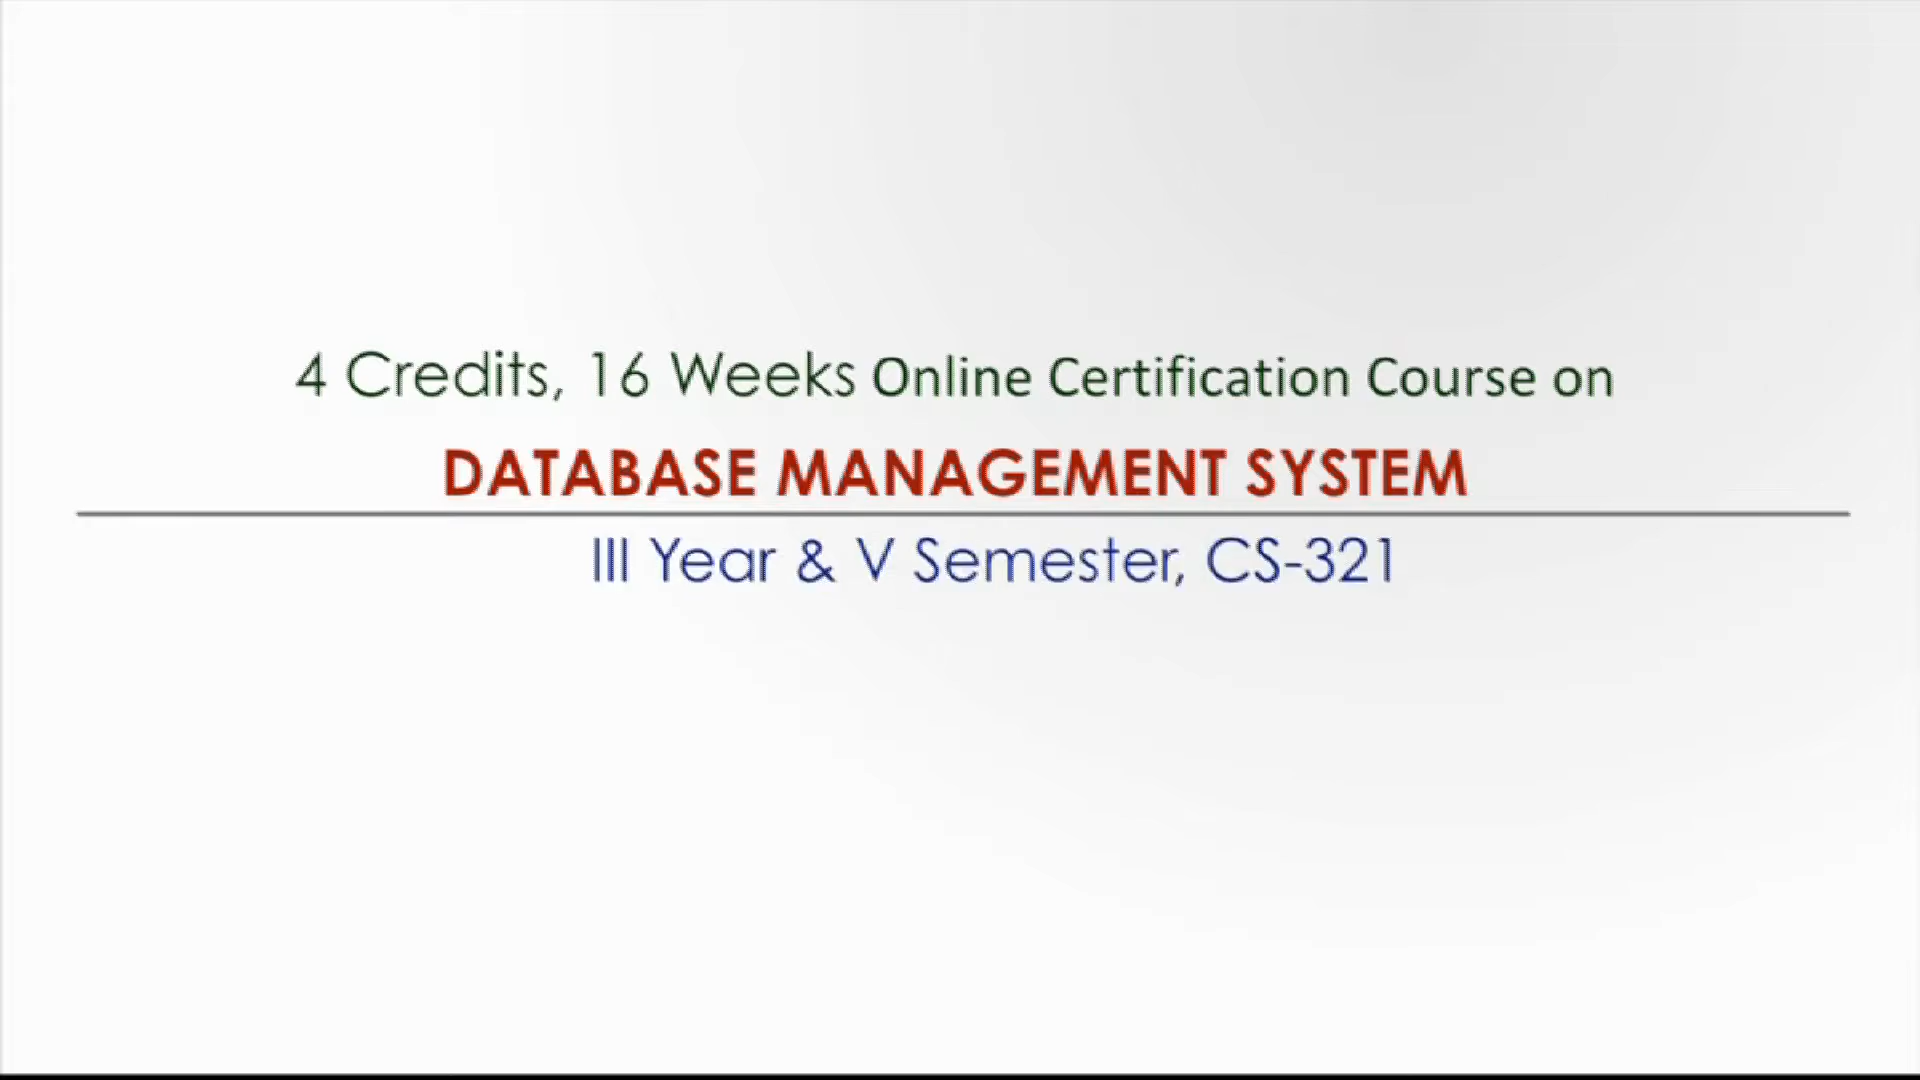 4 Credits, 16 Weeks Online Certification Course on
DATABASE MANAGEMENT SYSTEM
III Year & V Semester, CS-321